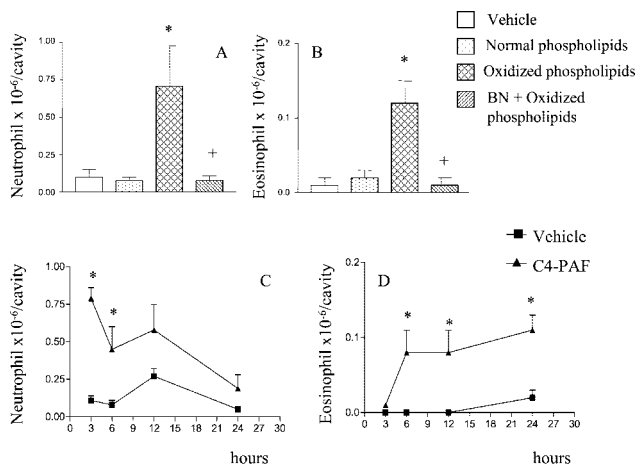 Vehicle
Normal phospholipids
Oxidized phospholipids
BN + Oxidized
phospholipids
A
Neutrophil x 10-6/cavity
1.00
0.75
0.50
0.25
0.00
*
+
B
Eosinophil x 10-6/cavity
0.2
0.1
0.0
*
+
Vehicle
C4-PAF
C
Neutrophil x10-6/cavity
1.00
0.75
0.50
0.25
0.00
*
*
0 3 6 9 12 15 18 21 24 27 30
hours
D
Eosinophil x10-6/cavity
0.2
0.1
0.0
*
*
*
0 3 6 9 12 15 18 21 24 27 30
hours